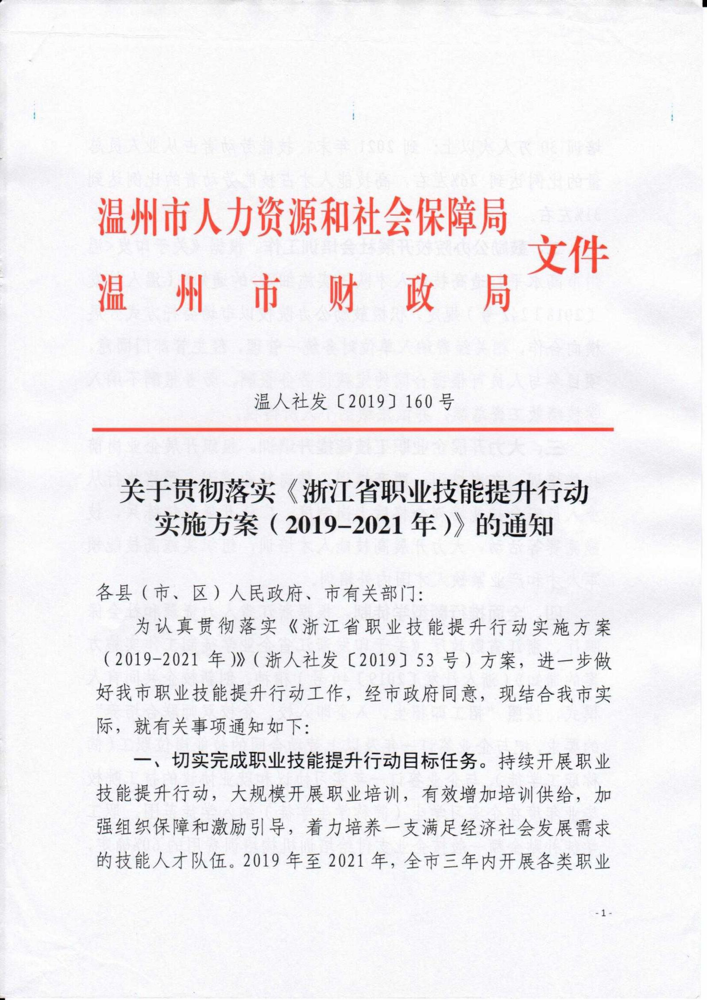 温州市人力资源和社会保障局
文件
温州市财政局
温人社发〔2019〕160号
关于贯彻落实《浙江省职业技能提升行动
实施方案（2019-2021年）》的通知
各县（市、区）人民政府、市有关部门：
为认真贯彻落实《浙江省职业技能提升行动实施方案
（2019-2021 年）》（浙人社发〔2019〕53 号）方案，进一步做
好我市职业技能提升行动工作，经市政府同意，现结合我市实
际，就有关事项通知如下：
一、切实完成职业技能提升行动目标任务。持续开展职业
技能提升行动，大规模开展职业培训，有效增加培训供给，加
强组织保障和激励引导，着力培养一支满足经济社会发展需求
的技能人才队伍。2019 年至 2021 年，全市三年内开展各类职业
- 1 -